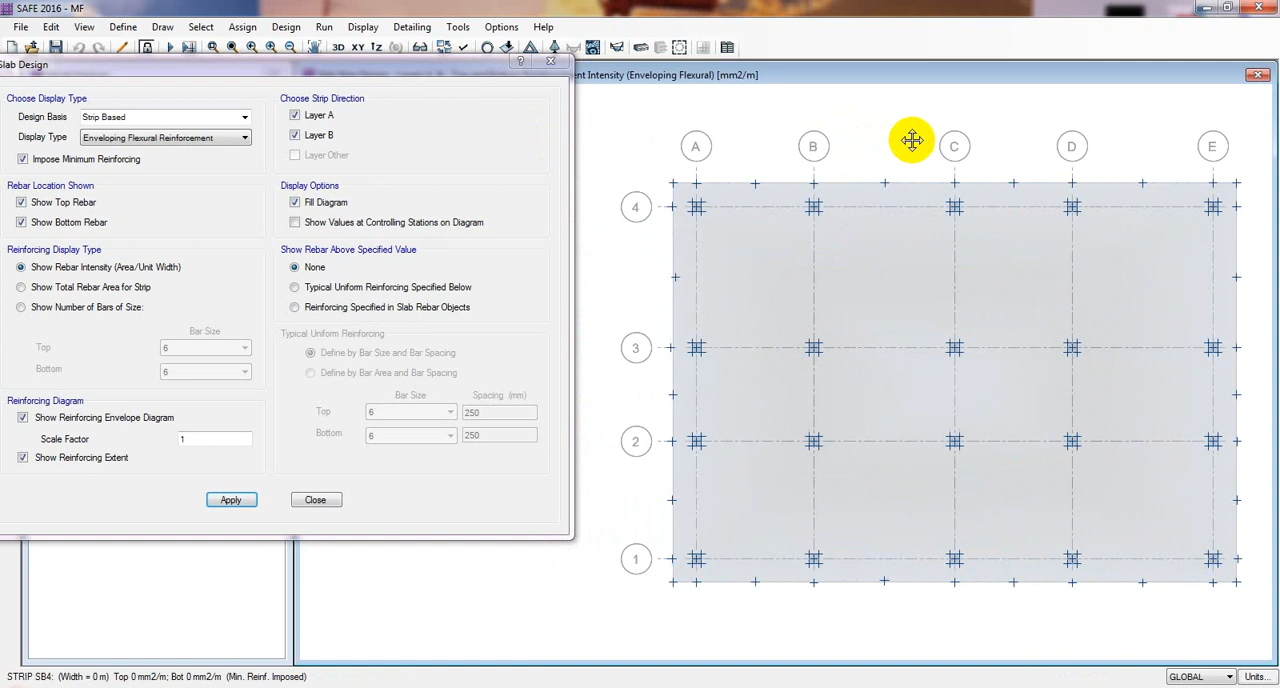 SAFE 2016 - MF
File Edit View Define Draw Select Assign Design Run Display Detailing Tools Options Help
3D XY XZ
Slab Design
ent Intensity (Enveloping Flexural) [mm2/m]
Choose Display Type
Design Basis Strip Based
Display Type Enveloping Flexural Reinforcement
Impose Minimum Reinforcing
Rebar Location Shown
Show Top Rebar
Show Bottom Rebar
Reinforcing Display Type
Show Rebar Intensity (Area/Unit Width)
Show Total Rebar Area for Strip
Show Number of Bars of Size:
Bar Size
Top 6
Bottom 6
Reinforcing Diagram
Show Reinforcing Envelope Diagram
Scale Factor 1
Show Reinforcing Extent
Choose Strip Direction
Layer A
Layer B
Layer Other
Display Options
Fill Diagram
Show Values at Controlling Stations on Diagram
Show Rebar Above Specified Value
None
Typical Uniform Reinforcing Specified Below
Reinforcing Specified in Slab Rebar Objects
Typical Uniform Reinforcing
Define by Bar Size and Bar Spacing
Define by Bar Area and Bar Spacing
Bar Size Spacing (mm)
Top 6 250
Bottom 6 250
Apply Close
A B C D E
4
3
2
1
STRIP SB4: (Width = 0 m) Top 0 mm2/m; Bot 0 mm2/m (Min. Reinf. Imposed)
GLOBAL Units...